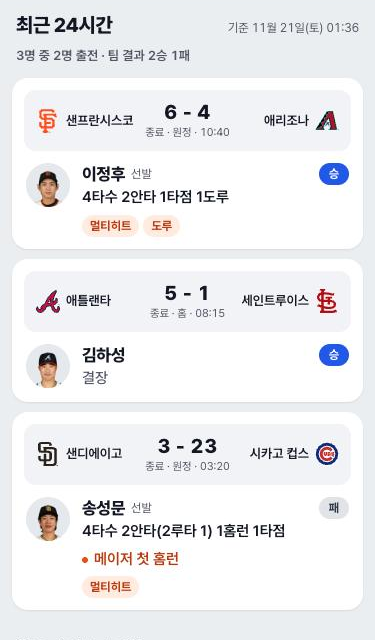 최근 24시간
기준 11월 21일(토) 01:36
3명 중 2명 출전 · 팀 결과 2승 1패
샌프란시스코 6 - 4 애리조나
종료 · 원정 · 10:40
이정후 선발 승
4타수 2안타 1타점 1도루
멀티히트 도루
애틀랜타 5 - 1 세인트루이스
종료 · 홈 · 08:15
김하성 승
결장
샌디에이고 3 - 23 시카고 컵스
종료 · 원정 · 03:20
송성문 선발 패
4타수 2안타(2루타 1) 1홈런 1타점
• 메이저 첫 홈런
멀티히트